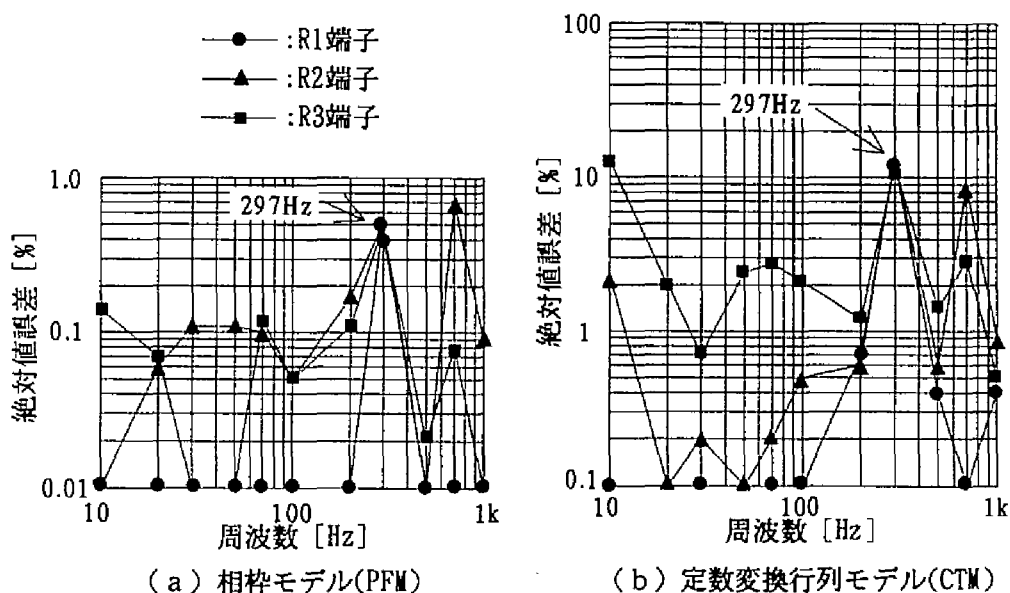 :R1端子
:R2端子
:R3端子
297Hz
1.0
0.1
0.01
絶対値誤差 [%]
10
100
1k
周波数 [Hz]
(a) 相枠モデル(PFM)
297Hz
100
10
1
0.1
絶対値誤差 [%]
10
100
1k
周波数 [Hz]
(b) 定数変換行列モデル(CTM)